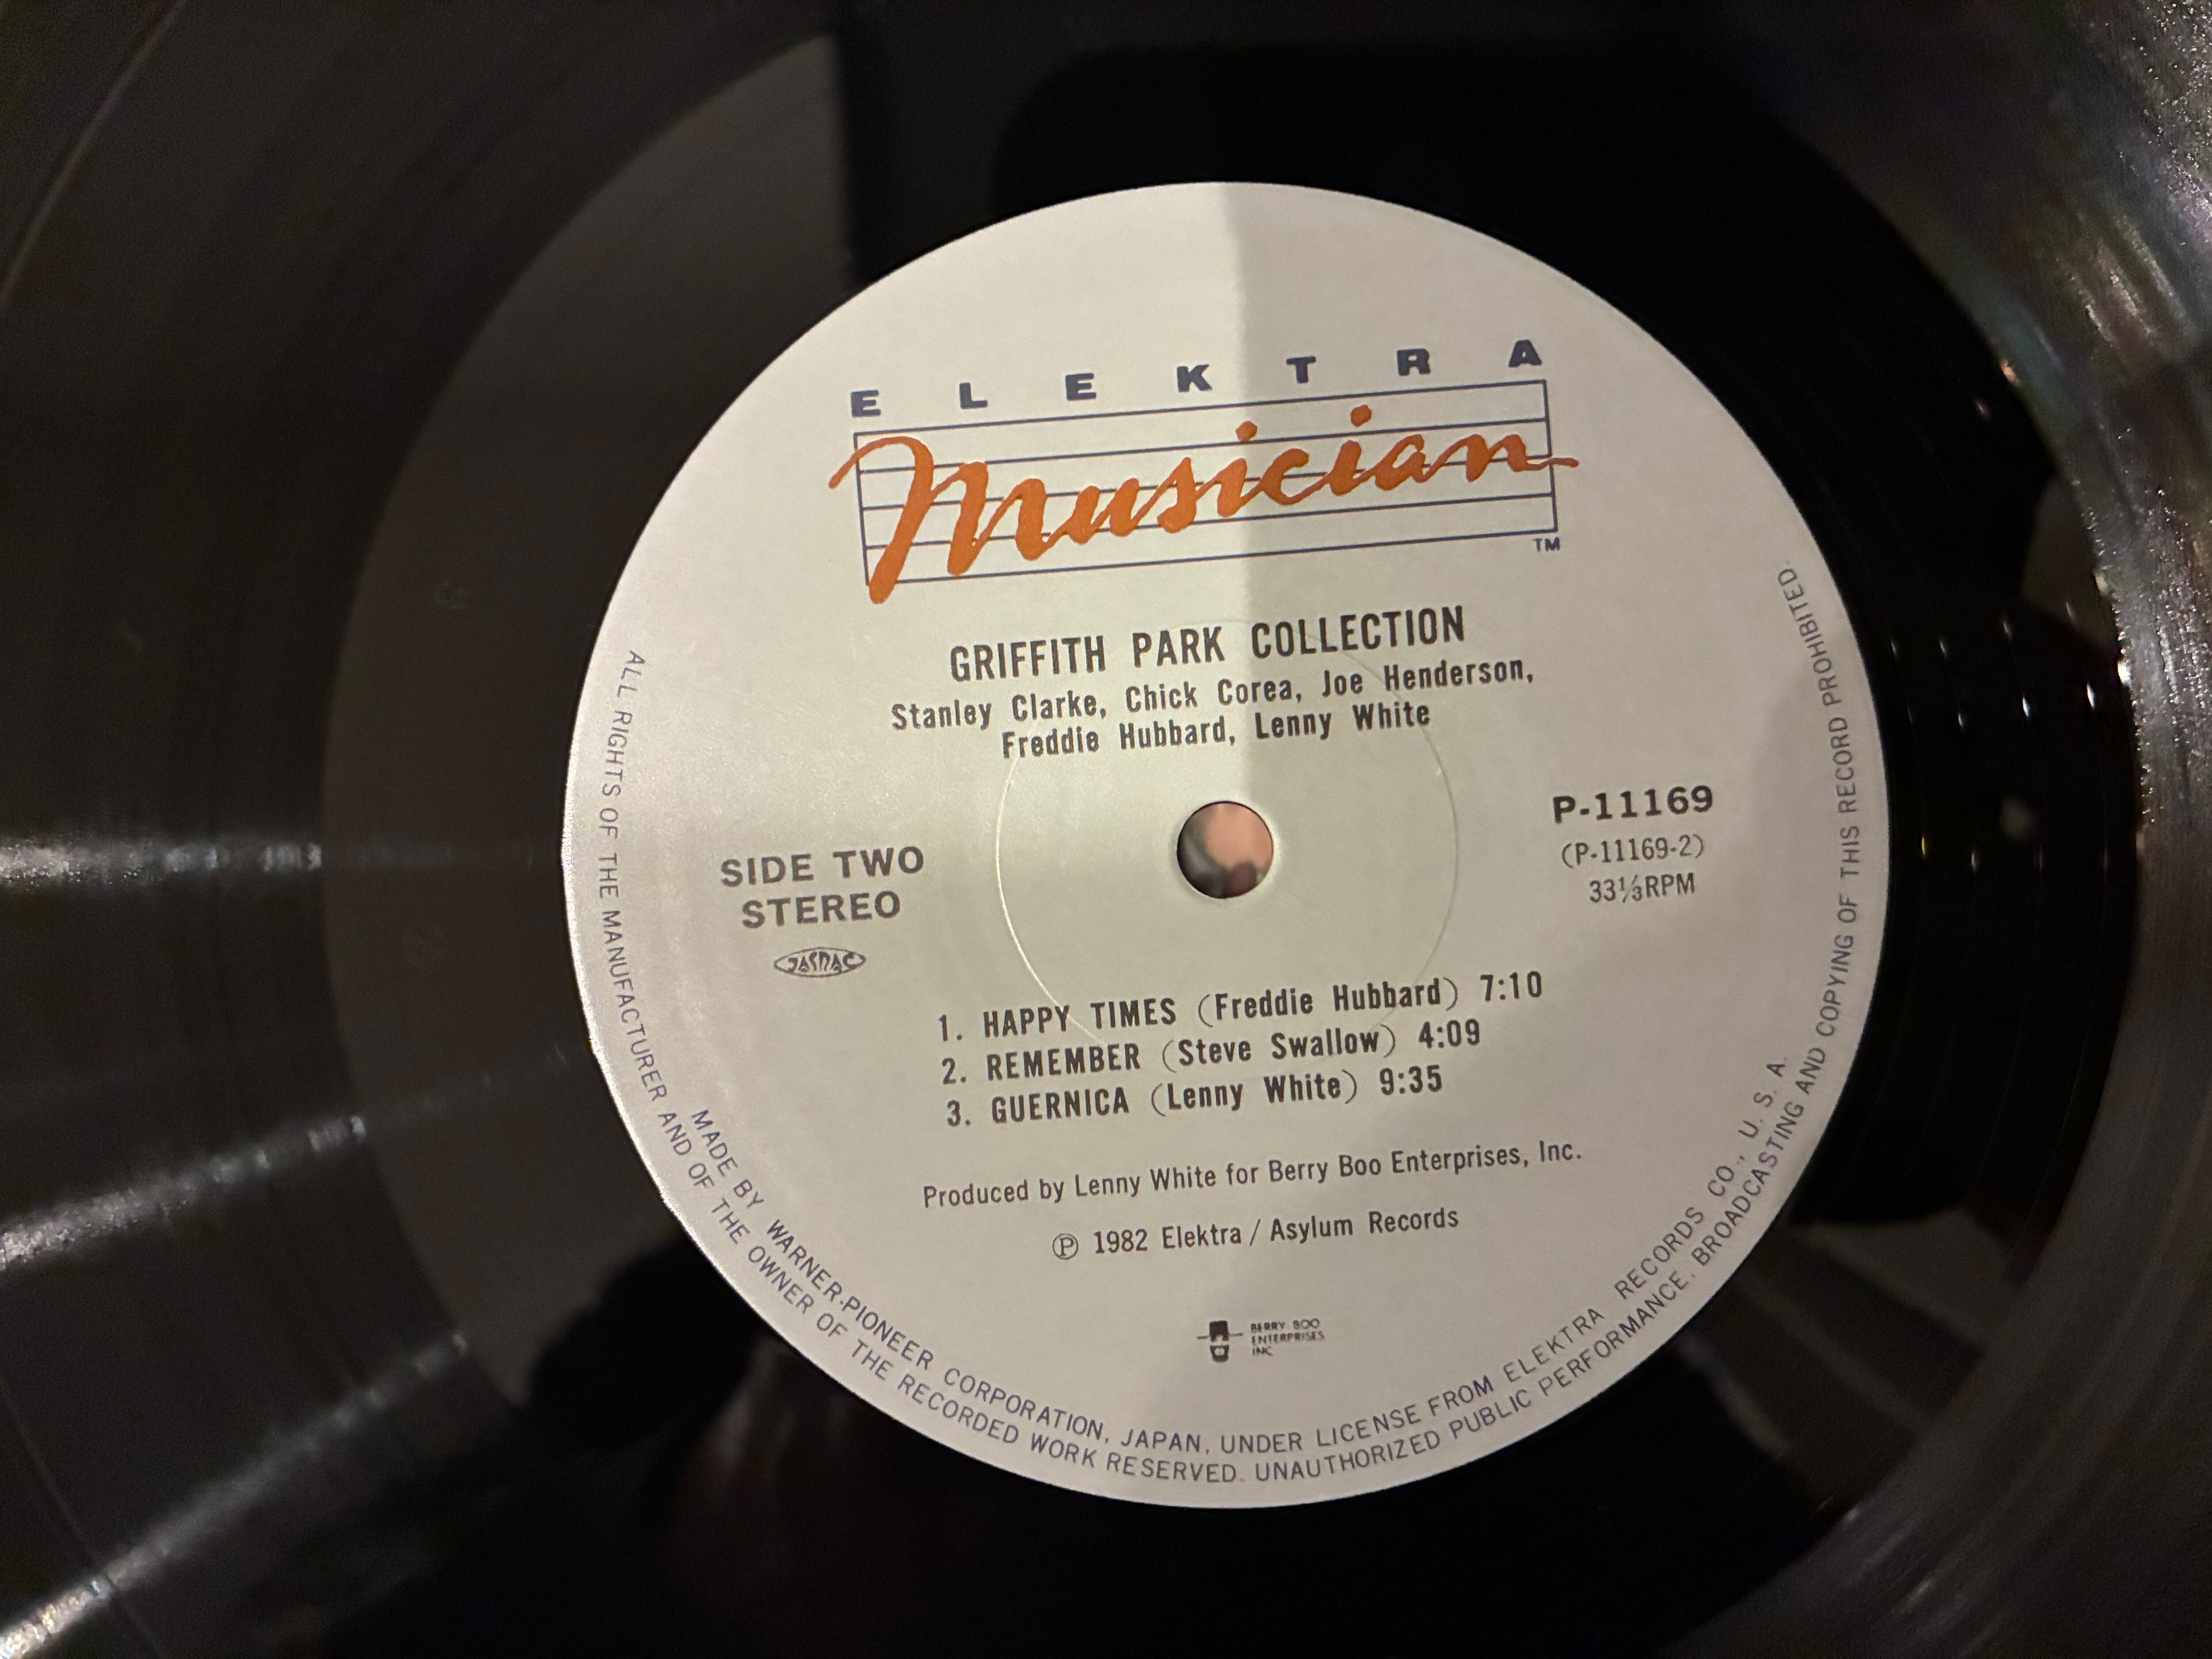 ELEKTRA
Musician
TM
GRIFFITH PARK COLLECTION
Stanley Clarke, Chick Corea, Joe Henderson,
Freddie Hubbard, Lenny White
P-11169
(P-11169-2)
33⅓RPM
SIDE TWO
STEREO
JASRAC
1. HAPPY TIMES (Freddie Hubbard) 7:10
2. REMEMBER (Steve Swallow) 4:09
3. GUERNICA (Lenny White) 9:35
Produced by Lenny White for Berry Boo Enterprises, Inc.
Ⓟ 1982 Elektra / Asylum Records
BERRY BOO
ENTERPRISES
INC
MADE BY WARNER-PIONEER CORPORATION, JAPAN, UNDER LICENSE FROM ELEKTRA RECORDS CO., U. S. A.
ALL RIGHTS OF THE MANUFACTURER AND OF THE OWNER OF THE RECORDED WORK RESERVED. UNAUTHORIZED PUBLIC PERFORMANCE, BROADCASTING AND COPYING OF THIS RECORD PROHIBITED.